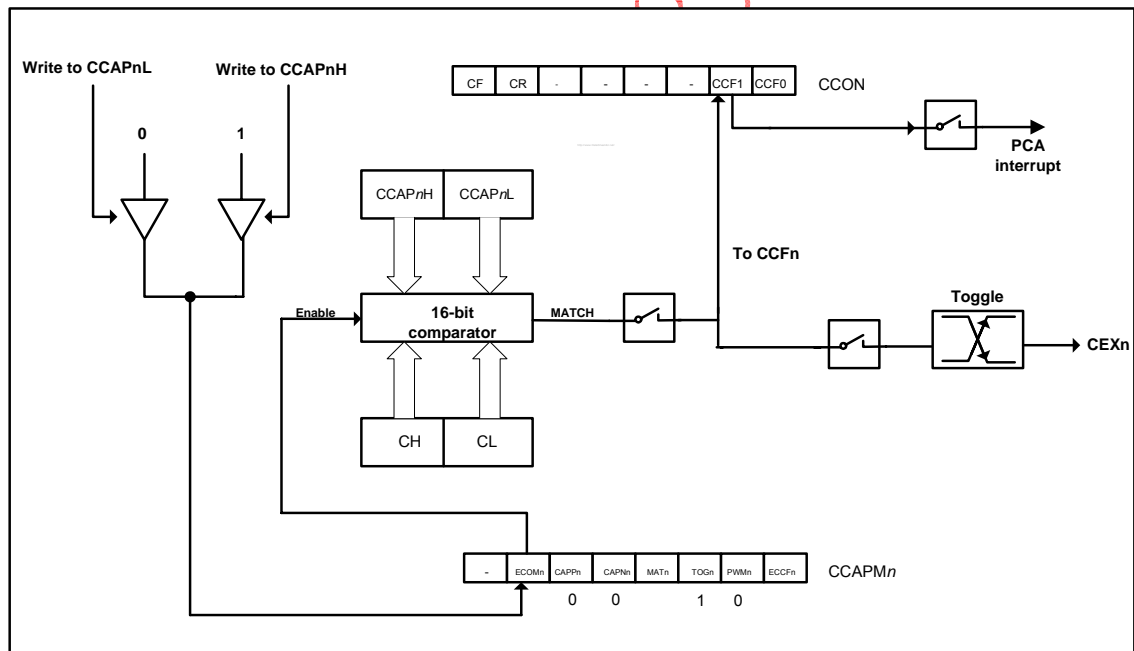 Write to CCAPnL
Write to CCAPnH
0
1
CF CR - - - - CCF1 CCF0 CCON
PCA
interrupt
CCAPnH CCAPnL
To CCFn
Enable
16-bit
comparator
MATCH
Toggle
CEXn
CH CL
- ECOMn CAPPn CAPNn MATn TOGn PWMn ECCFn CCAPMn
0 0 1 0